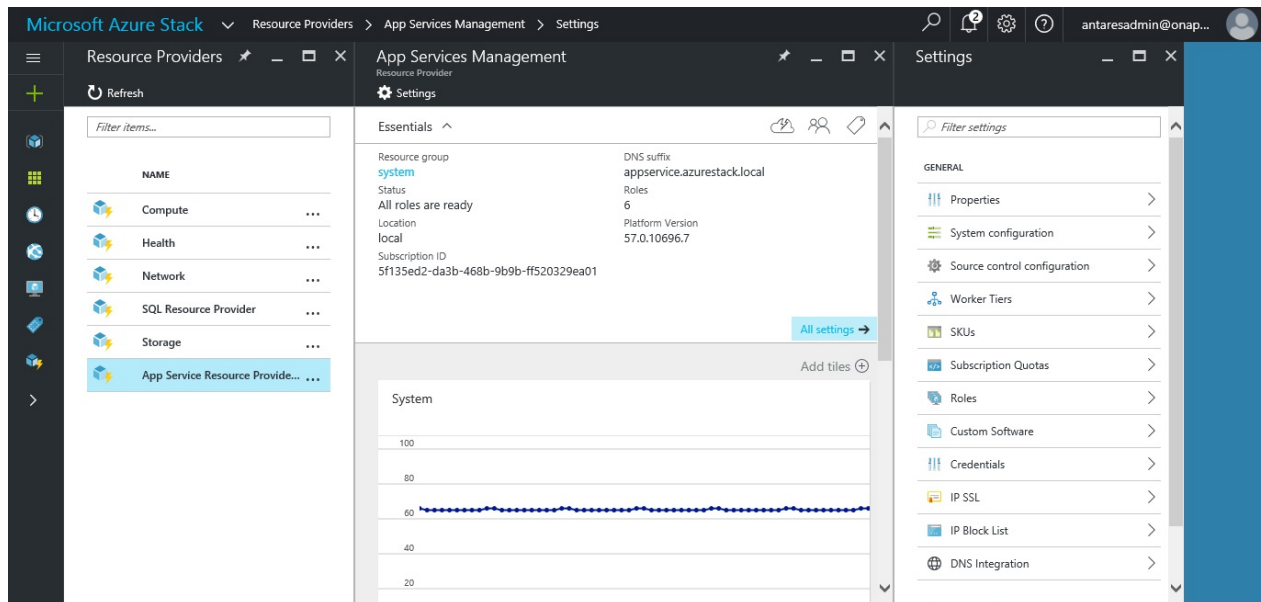 Microsoft Azure Stack Resource Providers > App Services Management > Settings
2
antaresadmin@onap...
Resource Providers
Refresh
Filter items...
NAME
Compute ...
Health ...
Network ...
SQL Resource Provider ...
Storage ...
App Service Resource Provide... ...
App Services Management
Resource Provider
Settings
Essentials
Resource group
system
Status
All roles are ready
Location
local
Subscription ID
5f135ed2-da3b-468b-9b9b-ff520329ea01
DNS suffix
appservice.azurestack.local
Roles
6
Platform Version
57.0.10696.7
All settings →
Add tiles
System
100
80
60
40
20
Settings
Filter settings
GENERAL
Properties
System configuration
Source control configuration
Worker Tiers
SKUs
Subscription Quotas
Roles
Custom Software
Credentials
IP SSL
IP Block List
DNS Integration